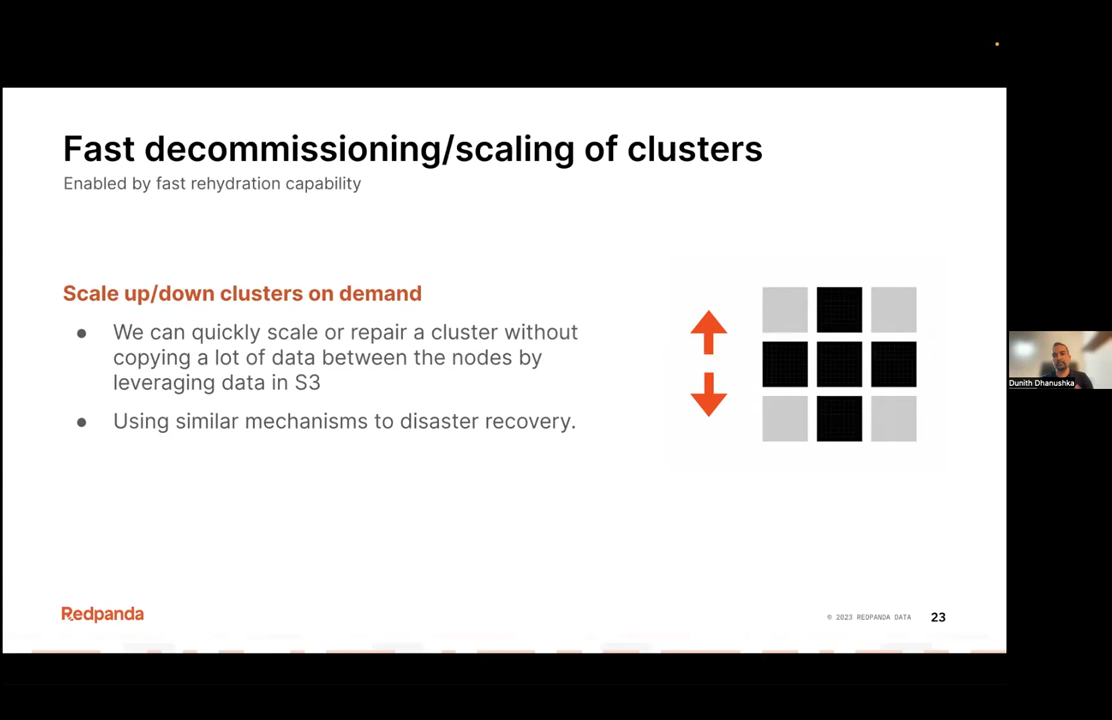 Fast decommissioning/scaling of clusters
Enabled by fast rehydration capability
Scale up/down clusters on demand
● We can quickly scale or repair a cluster without
copying a lot of data between the nodes by
leveraging data in S3
● Using similar mechanisms to disaster recovery.
Dunith Dhanushka
Redpanda
© 2023 REDPANDA DATA
23